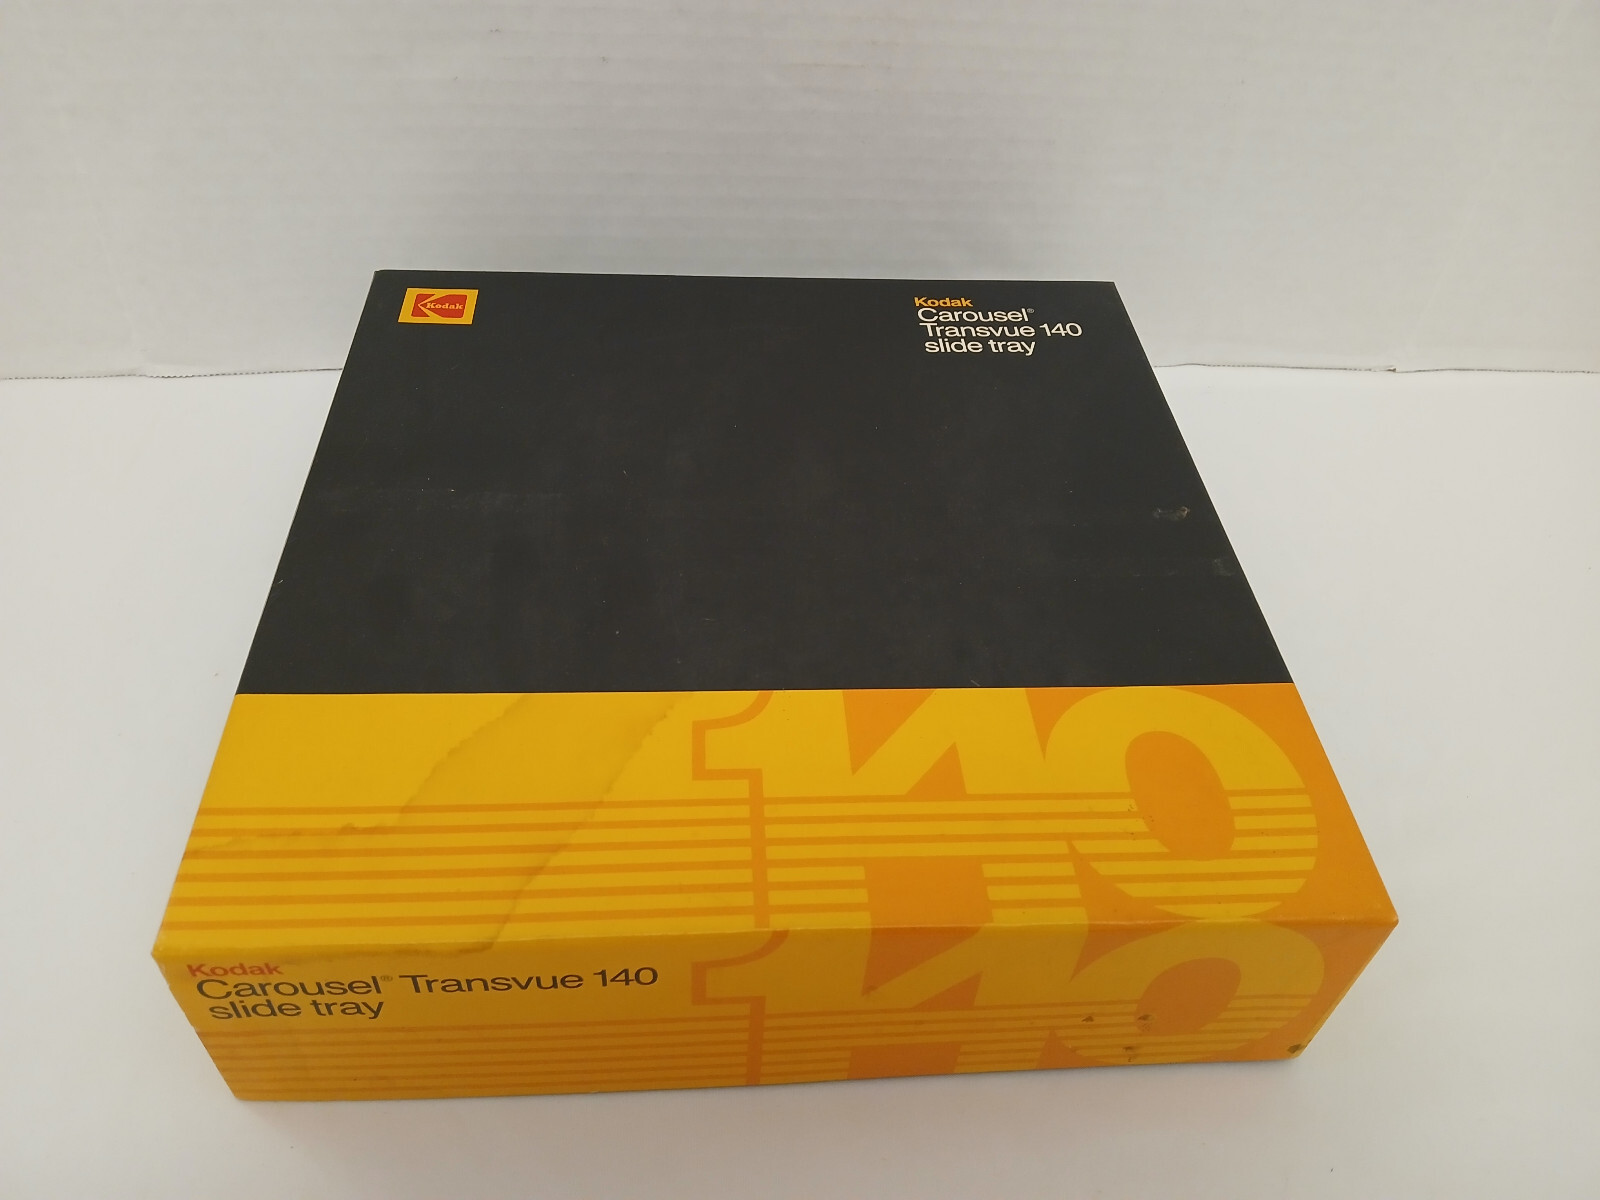 Kodak
Kodak
Carousel®
Transvue 140
slide tray
140
Kodak
Carousel® Transvue 140
slide tray
140